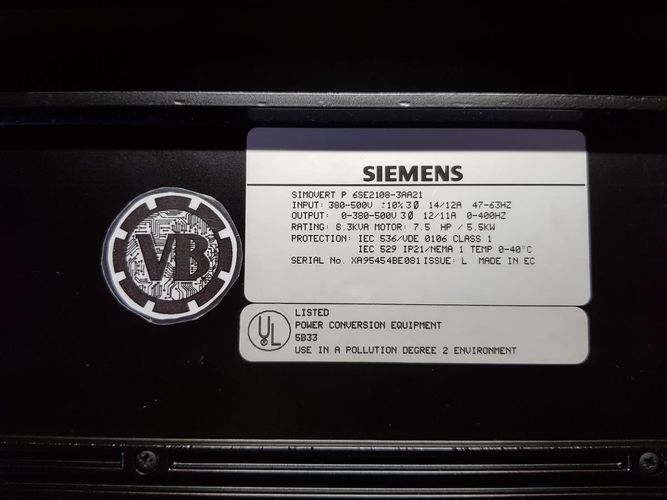 VB
SIEMENS
SIMOVERT P 6SE2108-3AA21
INPUT: 380-500V ±10% 3Ø 14/12A 47-63HZ
OUTPUT: 0-380-500V 3Ø 12/11A 0-400HZ
RATING: 8.3KVA MOTOR: 7.5 HP / 5.5KW
PROTECTION: IEC 536/VDE 0106 CLASS 1
IEC 529 IP21/NEMA 1 TEMP 0-40°C
SERIAL No. XA95454BE081 ISSUE: L MADE IN EC
UL
LISTED
POWER CONVERSION EQUIPMENT
5B33
USE IN A POLLUTION DEGREE 2 ENVIRONMENT